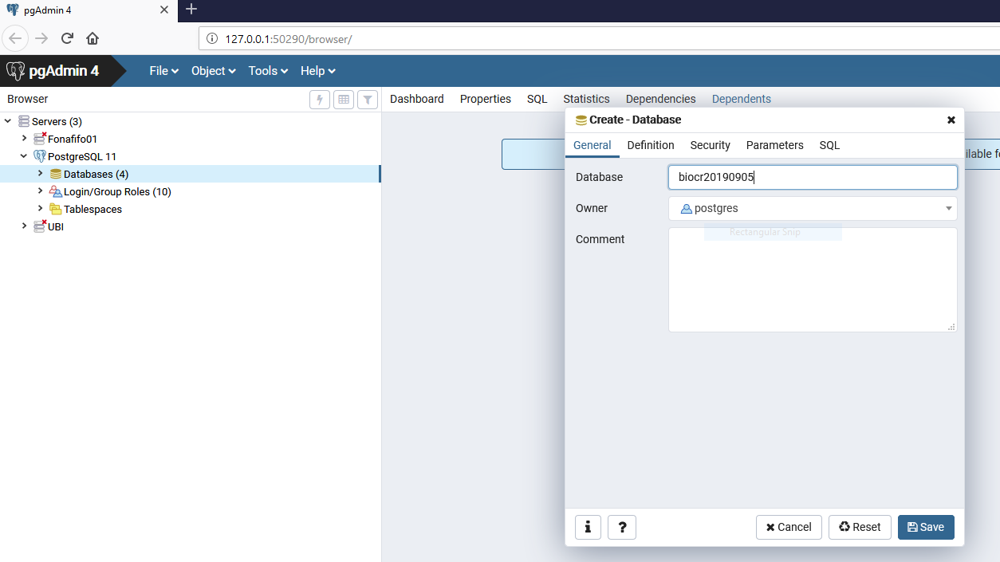 pgAdmin 4
127.0.0.1:50290/browser/
pgAdmin 4
File Object Tools Help
Browser
Dashboard Properties SQL Statistics Dependencies Dependents
Servers (3)
Fonafifo01
PostgreSQL 11
Databases (4)
Login/Group Roles (10)
Tablespaces
UBI
Create - Database
General Definition Security Parameters SQL
Database
biocr20190905
Owner
postgres
Rectangular Snip
Comment
Cancel Reset Save